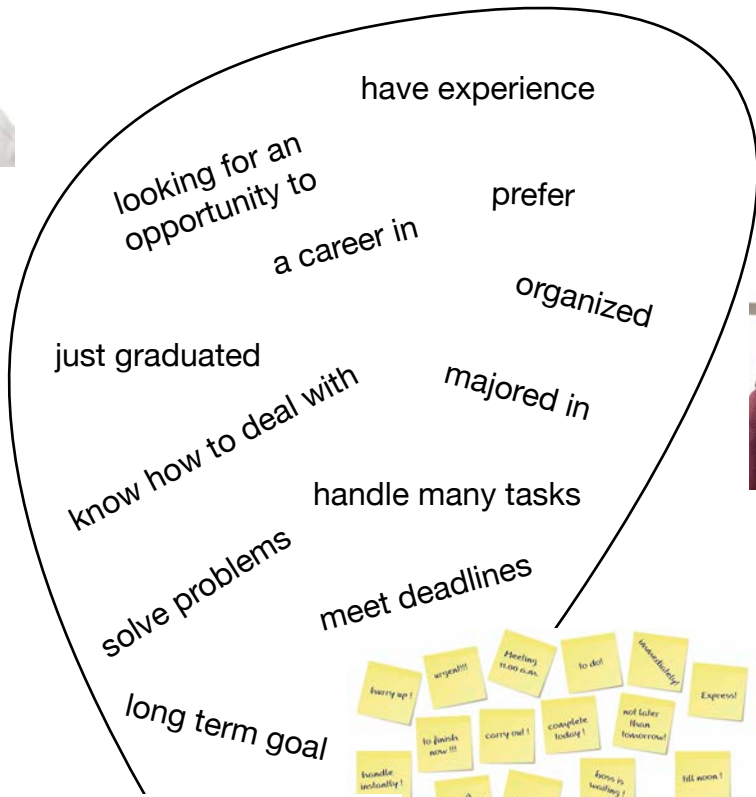 have experience
looking for an
opportunity to
prefer
a career in
organized
just graduated
majored in
know how to deal with
handle many tasks
solve problems
meet deadlines
long term goal
hurry up !
urgent!!!
Meeting
11.00 a.m.
to do!
immediately!
Express!
to finish
now !!!
carry out !
complete
today !
not later
than
tomorrow!
handle
instantly !
boss is
waiting !
till noon !